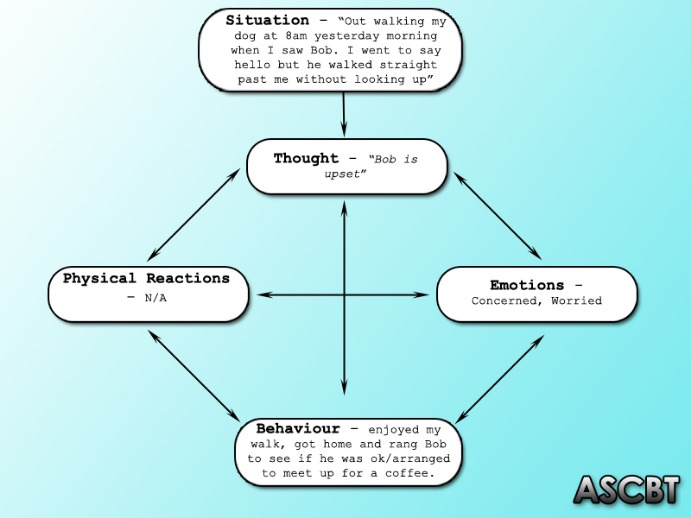 Situation – "Out walking my
dog at 8am yesterday morning
when I saw Bob. I went to say
hello but he walked straight
past me without looking up"
Thought – "Bob is
upset"
Physical Reactions
– N/A
Emotions –
Concerned, Worried
Behaviour – enjoyed my
walk, got home and rang Bob
to see if he was ok/arranged
to meet up for a coffee.
ASCBT